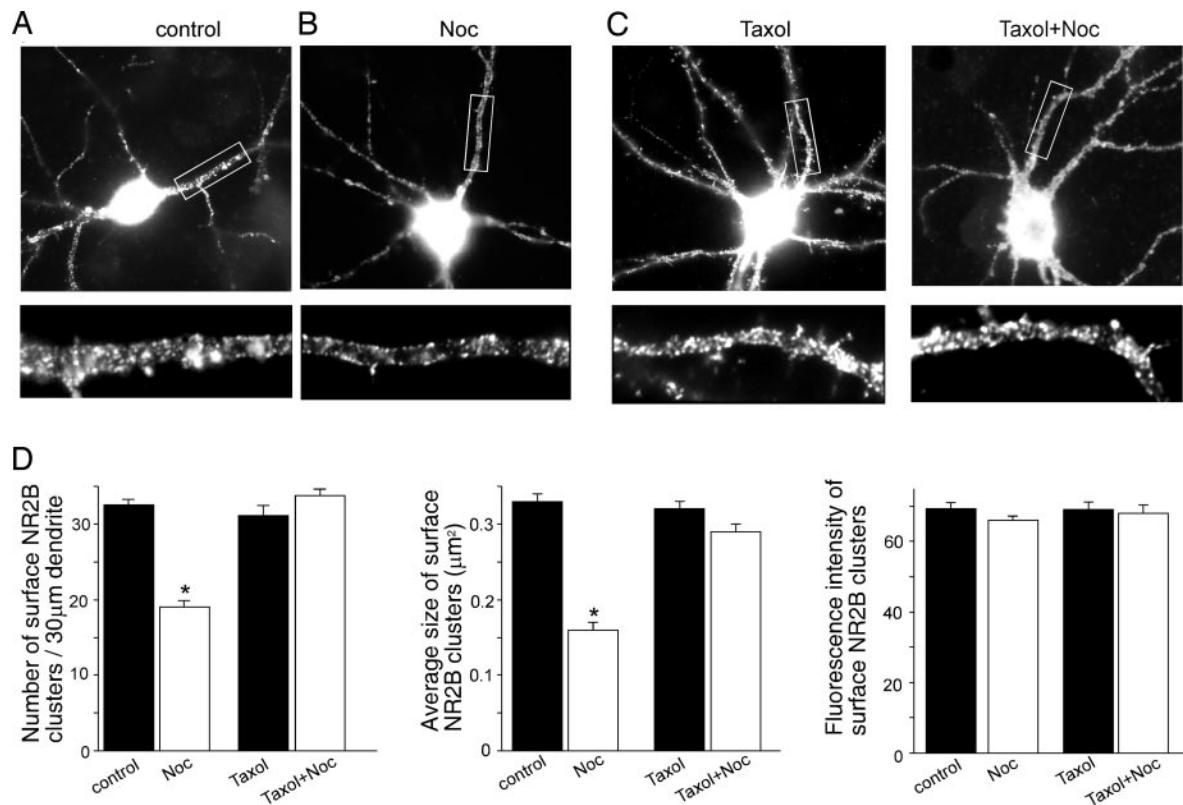 A
control
B
Noc
C
Taxol
Taxol+Noc
D
Number of surface NR2B
clusters / 30μm dendrite
30
20
10
0
control
Noc
Taxol
Taxol+Noc
*
Average size of surface
NR2B clusters (μm²)
0.3
0.2
0.1
0
control
Noc
Taxol
Taxol+Noc
*
Fluorescence intensity of
surface NR2B clusters
60
40
20
0
control
Noc
Taxol
Taxol+Noc